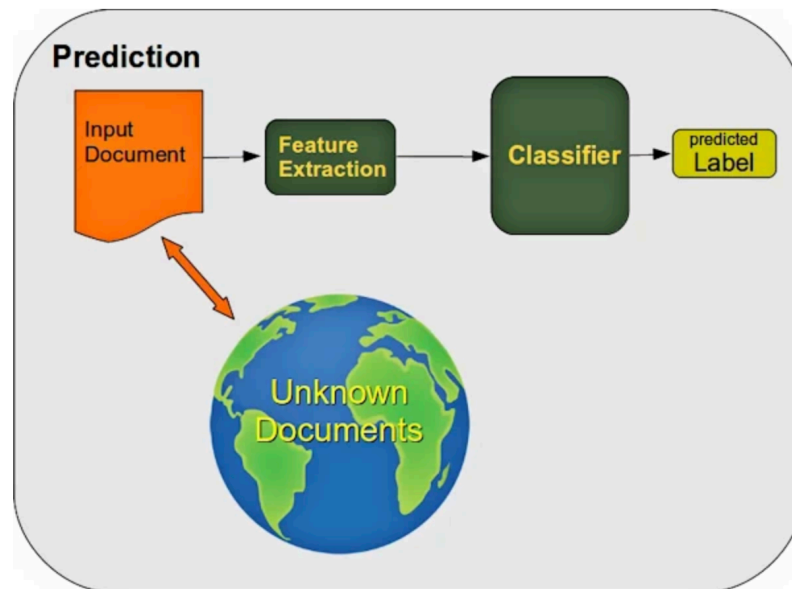 Prediction
Input
Document
Feature
Extraction
Classifier
predicted
Label
Unknown
Documents